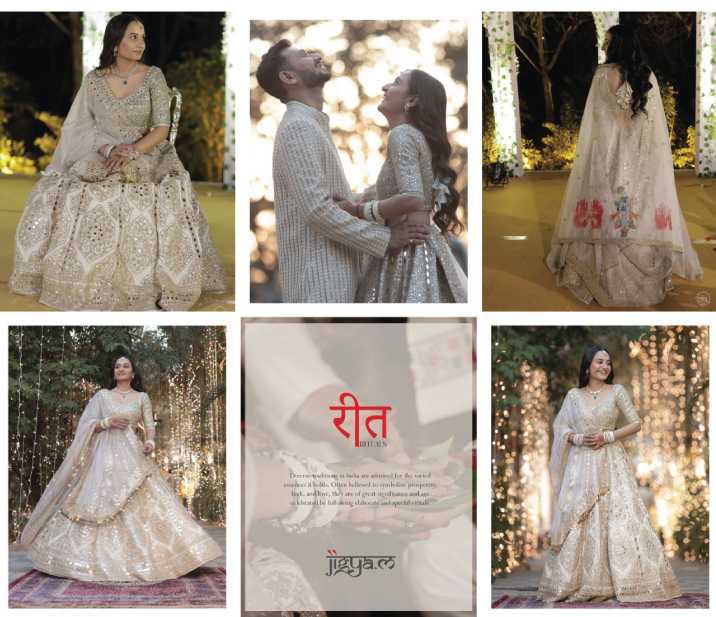 रीत
RITUALS
Diverse traditions in India are admired for the varied
essences it holds. Often believed to symbolize prosperity,
luck, and love, they are of great significance and are
celebrated by following elaborate and special rituals.
jigya.m